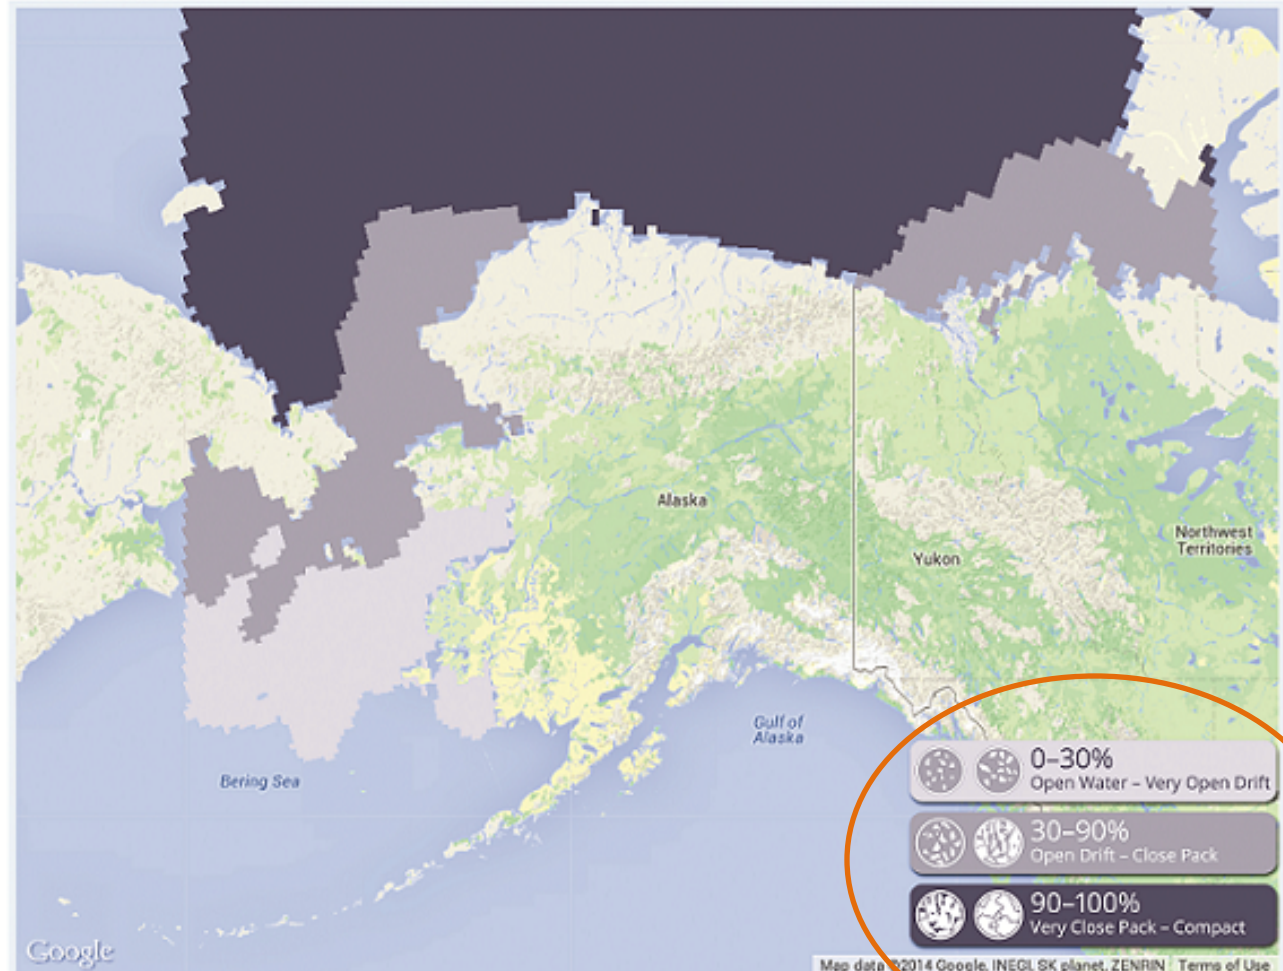 Alaska
Yukon
Northwest
Territories
Gulf of
Alaska
Bering Sea
0–30%
Open Water – Very Open Drift
30–90%
Open Drift – Close Pack
90–100%
Very Close Pack – Compact
Google
Map data ©2014 Google, INEGI, SK planet, ZENRIN
Terms of Use